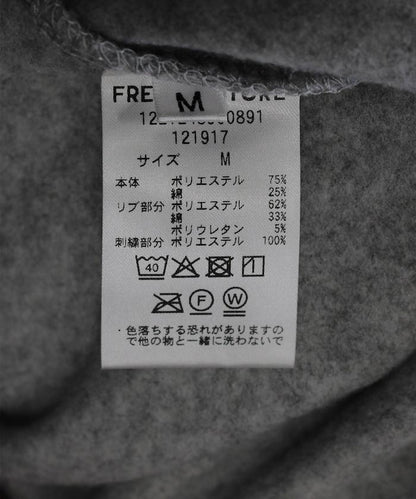 M
121917
サイズ M
本体 ポリエステル 75%
綿 25%
リブ部分 ポリエステル 62%
綿 33%
ポリウレタン 5%
刺繍部分 ポリエステル 100%
40
F W
・色落ちする恐れがありますの
で他の物と一緒に洗わないで